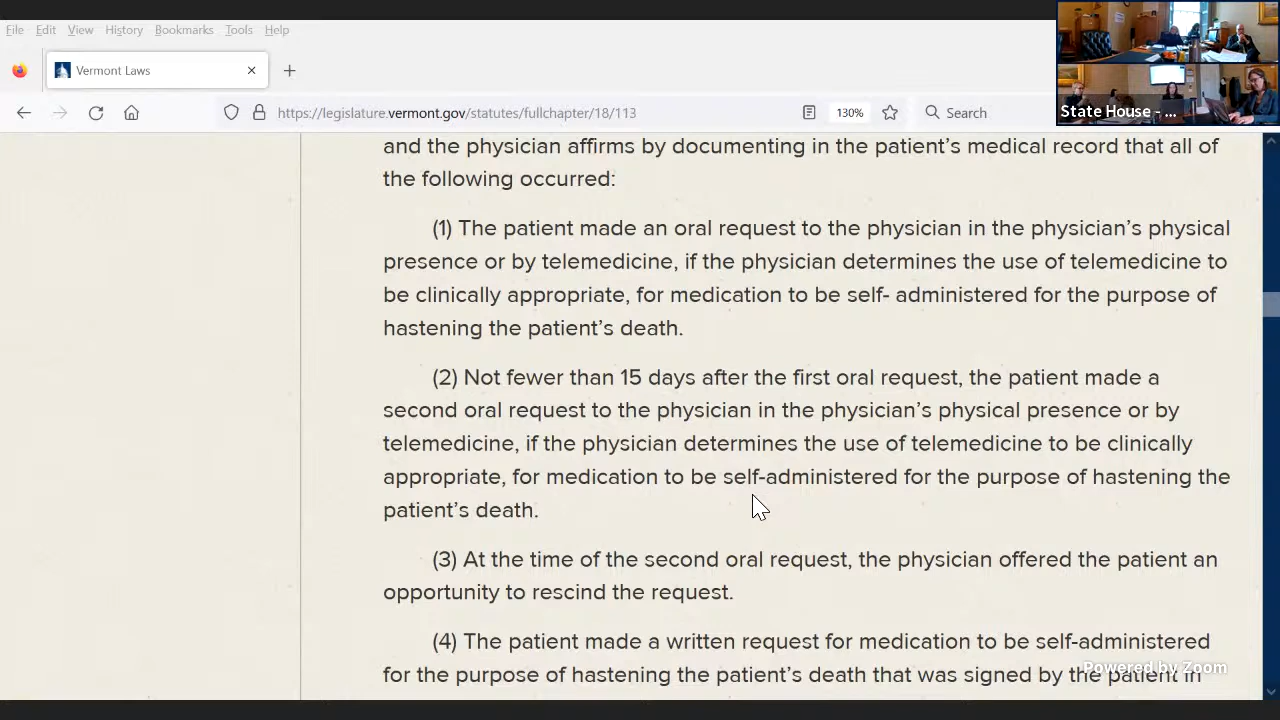 File Edit View History Bookmarks Tools Help
Vermont Laws
https://legislature.vermont.gov/statutes/fullchapter/18/113
130%
Search
State House - ...
and the physician affirms by documenting in the patient's medical record that all of
the following occurred:
(1) The patient made an oral request to the physician in the physician's physical
presence or by telemedicine, if the physician determines the use of telemedicine to
be clinically appropriate, for medication to be self- administered for the purpose of
hastening the patient's death.
(2) Not fewer than 15 days after the first oral request, the patient made a
second oral request to the physician in the physician's physical presence or by
telemedicine, if the physician determines the use of telemedicine to be clinically
appropriate, for medication to be self-administered for the purpose of hastening the
patient's death.
(3) At the time of the second oral request, the physician offered the patient an
opportunity to rescind the request.
(4) The patient made a written request for medication to be self-administered
for the purpose of hastening the patient's death that was signed by the patient in
Powered by Zoom